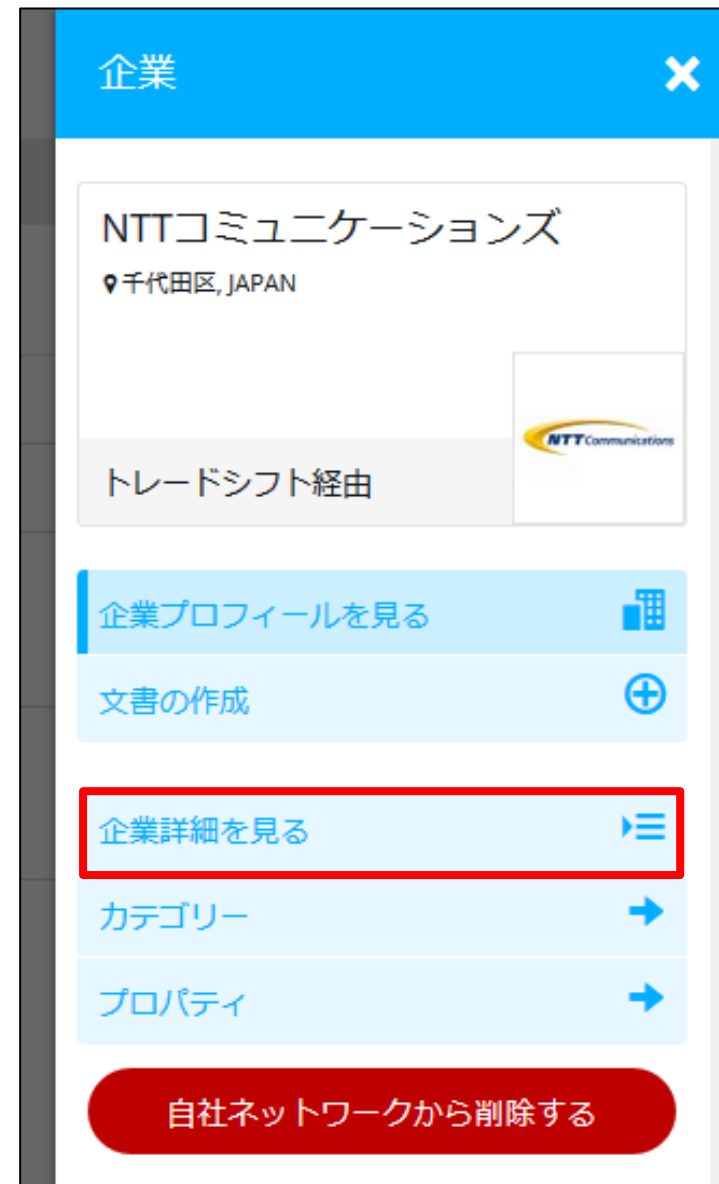 企業
NTTコミュニケーションズ
千代田区, JAPAN
NTT Communications
トレードシフト経由
企業プロフィールを見る
文書の作成
企業詳細を見る
カテゴリー
プロパティ
自社ネットワークから削除する